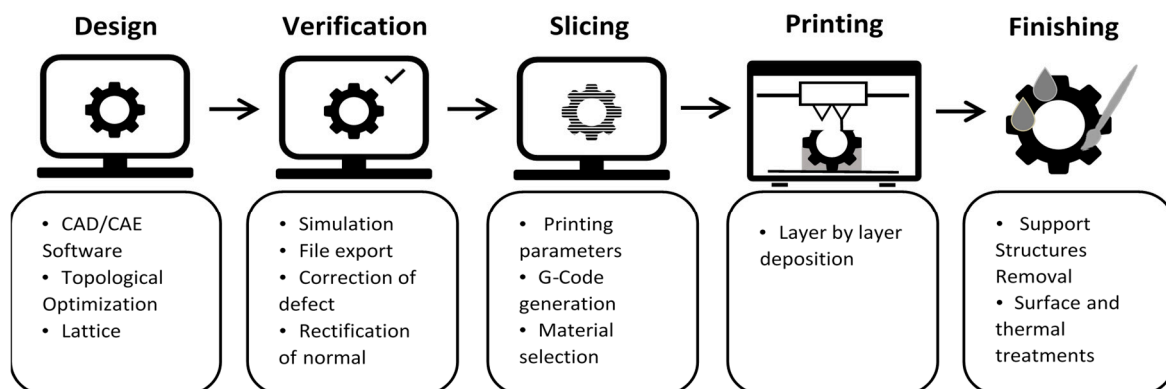 Design
Verification
Slicing
Printing
Finishing
• CAD/CAE
Software
• Topological
Optimization
• Lattice
• Simulation
• File export
• Correction of
defect
• Rectification
of normal
• Printing
parameters
• G-Code
generation
• Material
selection
• Layer by layer
deposition
• Support
Structures
Removal
• Surface and
thermal
treatments